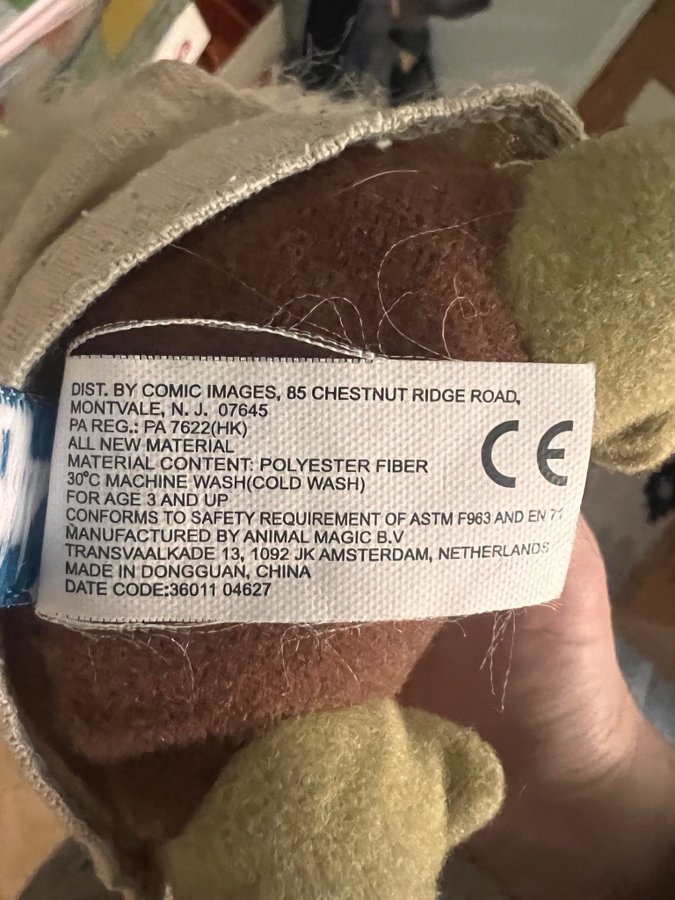 DIST. BY COMIC IMAGES, 85 CHESTNUT RIDGE ROAD,
MONTVALE, N. J. 07645
PA REG.: PA 7622(HK)
ALL NEW MATERIAL
MATERIAL CONTENT: POLYESTER FIBER
30°C MACHINE WASH(COLD WASH)
FOR AGE 3 AND UP
CONFORMS TO SAFETY REQUIREMENT OF ASTM F963 AND EN 71
MANUFACTURED BY ANIMAL MAGIC B.V
TRANSVAALKADE 13, 1092 JK AMSTERDAM, NETHERLANDS
MADE IN DONGGUAN, CHINA
DATE CODE:36011 04627
CE